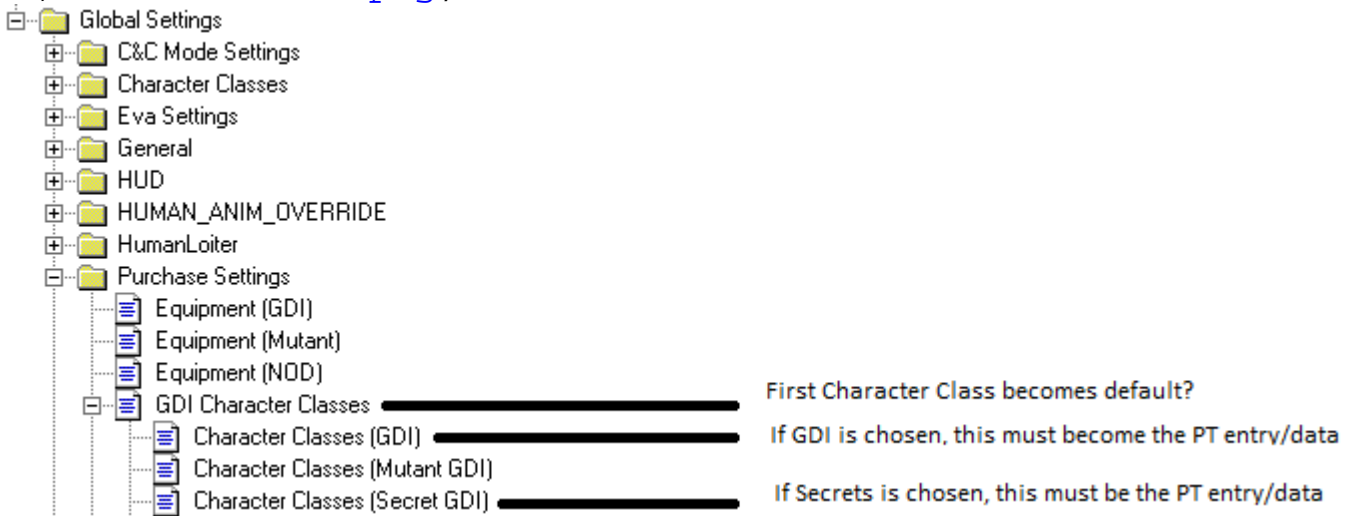 Global Settings
C&C Mode Settings
Character Classes
Eva Settings
General
HUD
HUMAN_ANIM_OVERRIDE
HumanLoiter
Purchase Settings
Equipment (GDI)
Equipment (Mutant)
Equipment (NOD)
GDI Character Classes First Character Class becomes default?
Character Classes (GDI) If GDI is chosen, this must become the PT entry/data
Character Classes (Mutant GDI)
Character Classes (Secret GDI) If Secrets is chosen, this must be the PT entry/data